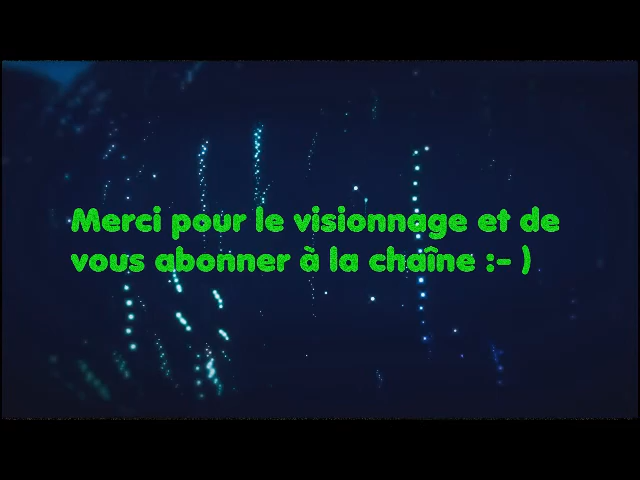 Merci pour le visionnage et de
vous abonner à la chaîne :- )